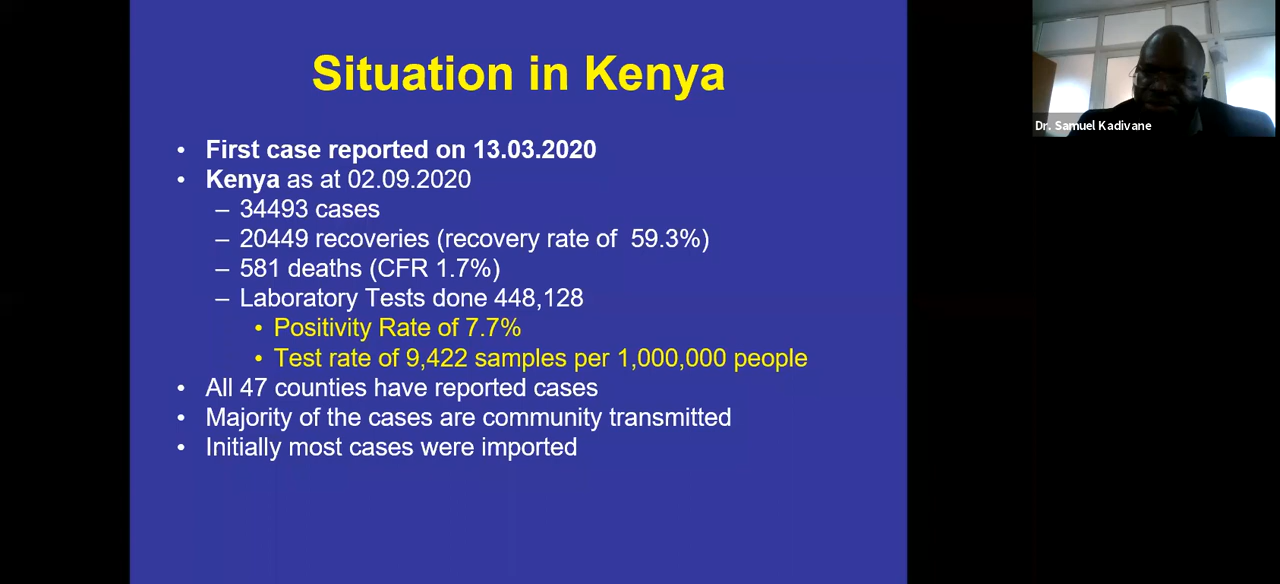 Situation in Kenya
• First case reported on 13.03.2020
• Kenya as at 02.09.2020
– 34493 cases
– 20449 recoveries (recovery rate of 59.3%)
– 581 deaths (CFR 1.7%)
– Laboratory Tests done 448,128
• Positivity Rate of 7.7%
• Test rate of 9,422 samples per 1,000,000 people
• All 47 counties have reported cases
• Majority of the cases are community transmitted
• Initially most cases were imported
Dr. Samuel Kadivane